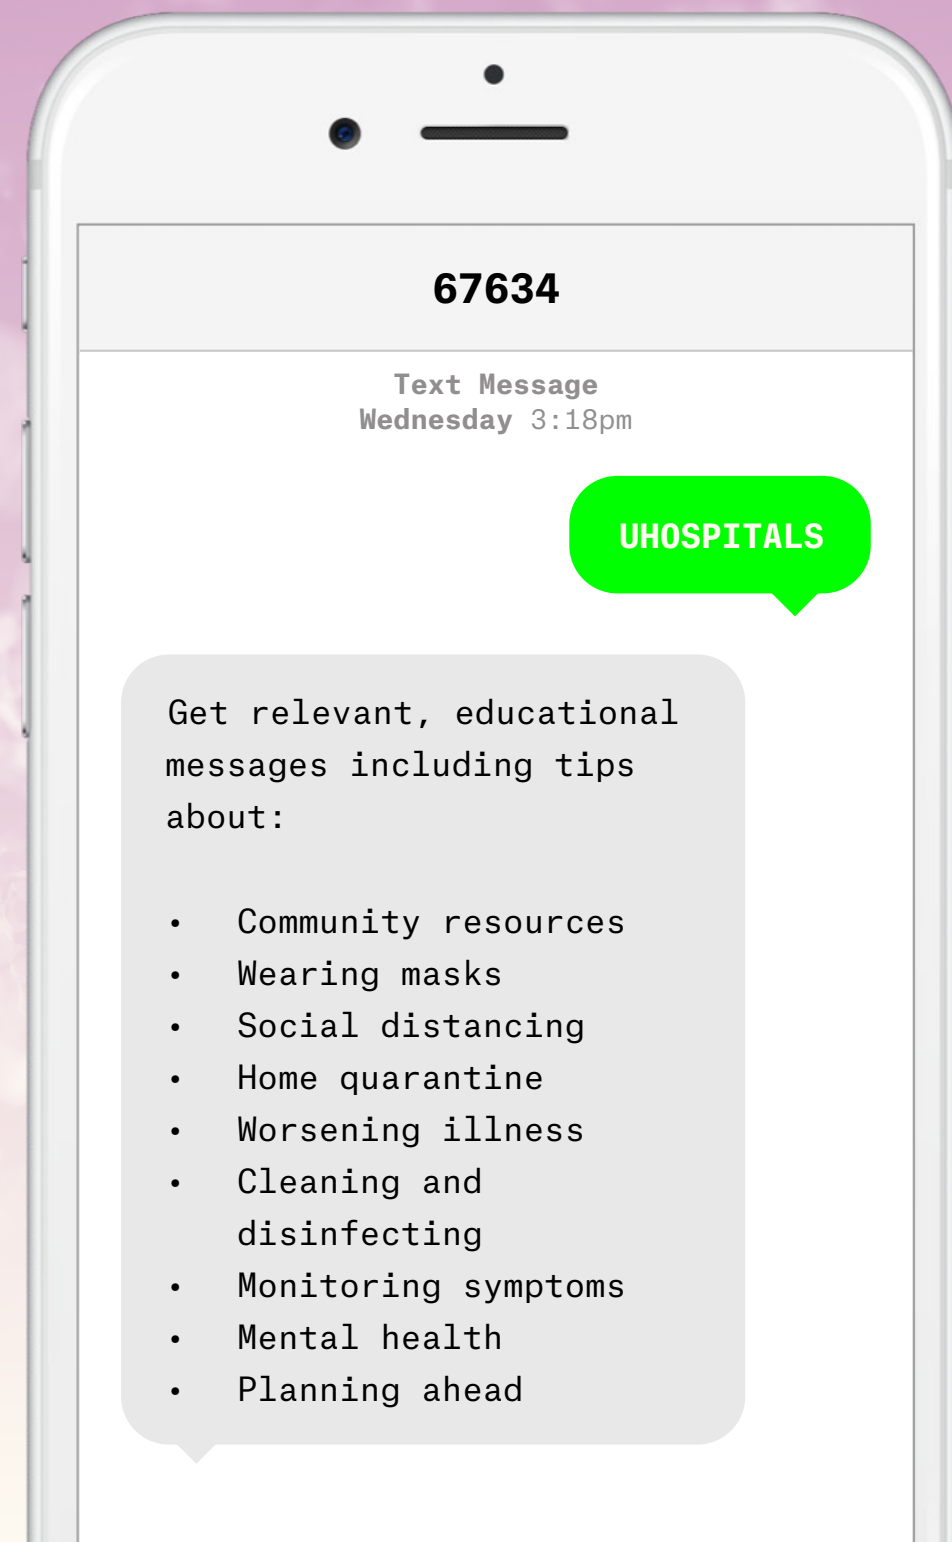 67634
Text Message
Wednesday 3:18pm
UHOSPITALS
Get relevant, educational
messages including tips
about:
• Community resources
• Wearing masks
• Social distancing
• Home quarantine
• Worsening illness
• Cleaning and
disinfecting
• Monitoring symptoms
• Mental health
• Planning ahead